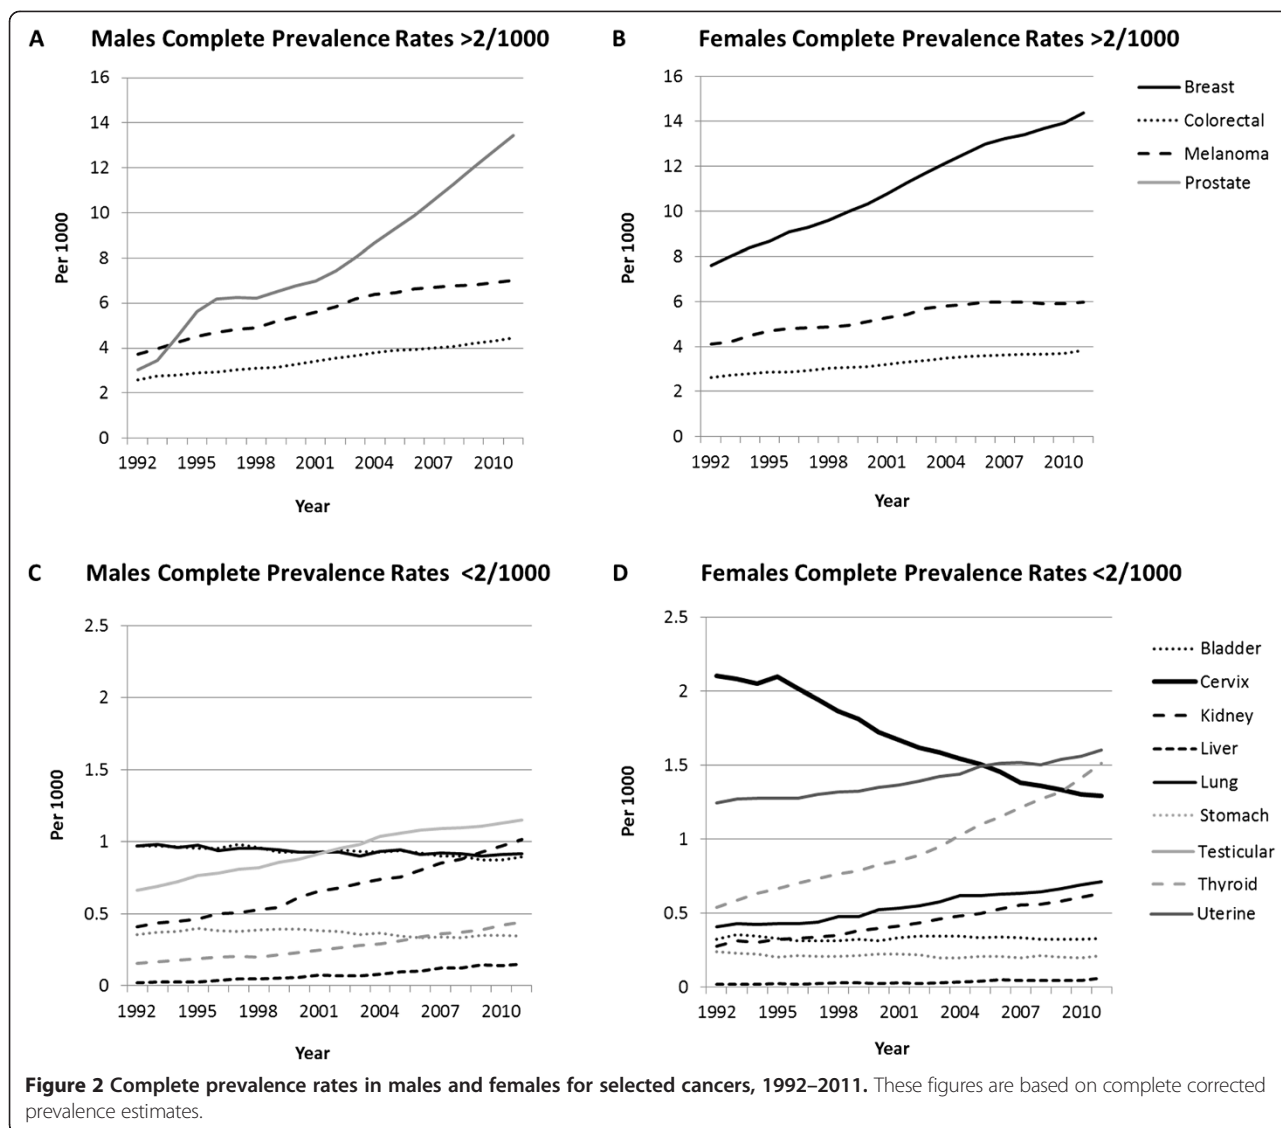 A Males Complete Prevalence Rates >2/1000
16
14
12
10
8
6
4
2
0
Per 1000
1992 1995 1998 2001 2004 2007 2010
Year
B Females Complete Prevalence Rates >2/1000
16
14
12
10
8
6
4
2
0
Per 1000
1992 1995 1998 2001 2004 2007 2010
Year
Breast
Colorectal
Melanoma
Prostate
C Males Complete Prevalence Rates <2/1000
2.5
2
1.5
1
0.5
0
Per 1000
1992 1995 1998 2001 2004 2007 2010
Year
D Females Complete Prevalence Rates <2/1000
2.5
2
1.5
1
0.5
0
Per 1000
1992 1995 1998 2001 2004 2007 2010
Year
Bladder
Cervix
Kidney
Liver
Lung
Stomach
Testicular
Thyroid
Uterine
Figure 2 Complete prevalence rates in males and females for selected cancers, 1992–2011. These figures are based on complete corrected
prevalence estimates.